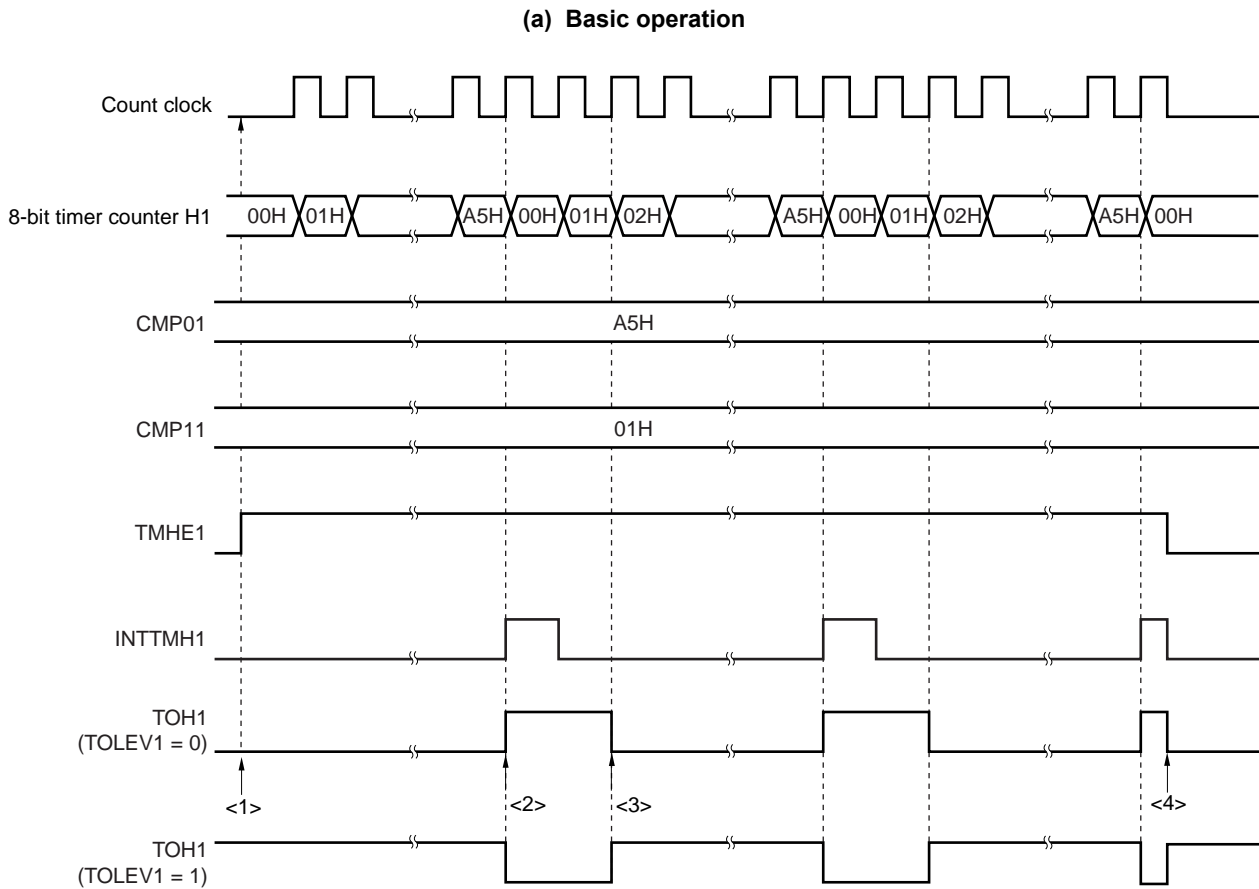 (a) Basic operation
Count clock
8-bit timer counter H1 00H 01H A5H 00H 01H 02H A5H 00H 01H 02H A5H 00H
CMP01 A5H
CMP11 01H
TMHE1
INTTMH1
TOH1
(TOLEV1 = 0)
<1> <2> <3> <4>
TOH1
(TOLEV1 = 1)